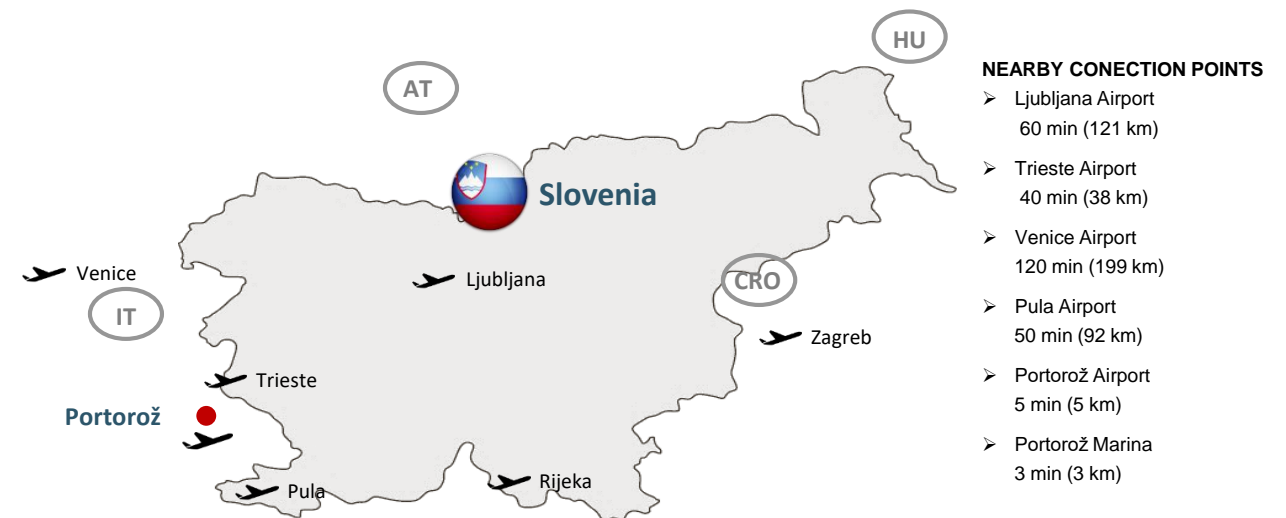 HU
AT
Slovenia
Venice
Ljubljana
IT
CRO
Zagreb
Trieste
Portorož
Pula
Rijeka
NEARBY CONECTION POINTS
➢ Ljubljana Airport
60 min (121 km)
➢ Trieste Airport
40 min (38 km)
➢ Venice Airport
120 min (199 km)
➢ Pula Airport
50 min (92 km)
➢ Portorož Airport
5 min (5 km)
➢ Portorož Marina
3 min (3 km)